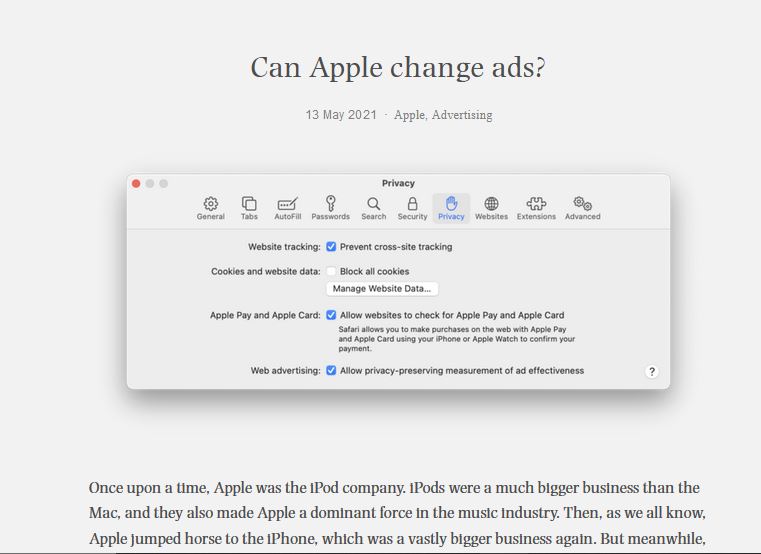 Can Apple change ads?
13 May 2021 · Apple, Advertising
Privacy
General Tabs AutoFill Passwords Search Security Privacy Websites Extensions Advanced
Website tracking: Prevent cross-site tracking
Cookies and website data: Block all cookies
Manage Website Data...
Apple Pay and Apple Card: Allow websites to check for Apple Pay and Apple Card
Safari allows you to make purchases on the web with Apple Pay
and Apple Card using your iPhone or Apple Watch to confirm your
payment.
Web advertising: Allow privacy-preserving measurement of ad effectiveness ?
Once upon a time, Apple was the iPod company. iPods were a much bigger business than the
Mac, and they also made Apple a dominant force in the music industry. Then, as we all know,
Apple jumped horse to the iPhone, which was a vastly bigger business again. But meanwhile,